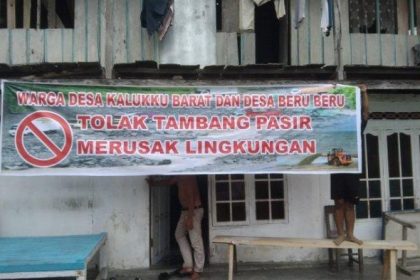 WARGA DESA KALUKKU BARAT DAN DESA BERU BERU
TOLAK TAMBANG PASIR
MERUSAK LINGKUNGAN